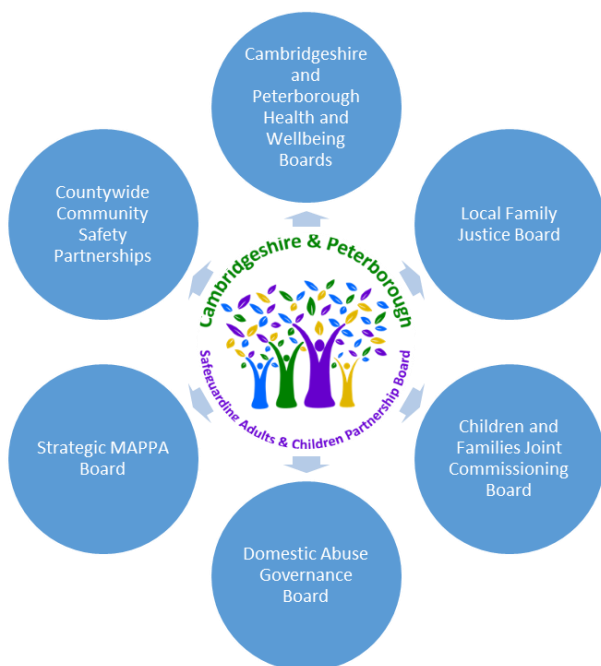 Cambridgeshire
and
Peterborough
Health and
Wellbeing
Boards
Countywide
Community
Safety
Partnerships
Local Family
Justice Board
Cambridgeshire & Peterborough
Safeguarding Adults & Children Partnership Board
Strategic MAPPA
Board
Children and
Families Joint
Commissioning
Board
Domestic Abuse
Governance
Board